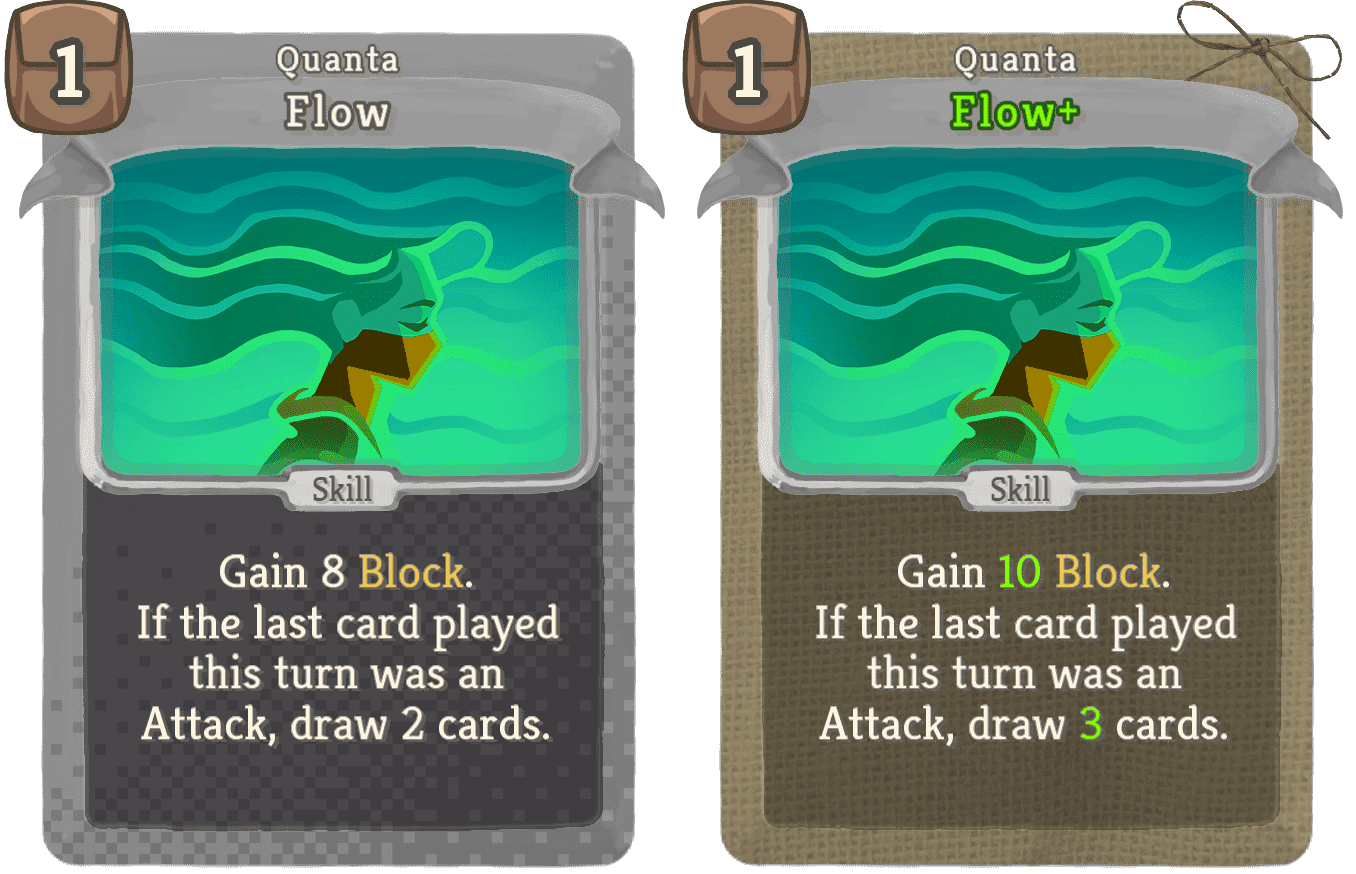 1
Quanta
Flow
Skill
Gain 8 Block.
If the last card played
this turn was an
Attack, draw 2 cards.
1
Quanta
Flow+
Skill
Gain 10 Block.
If the last card played
this turn was an
Attack, draw 3 cards.